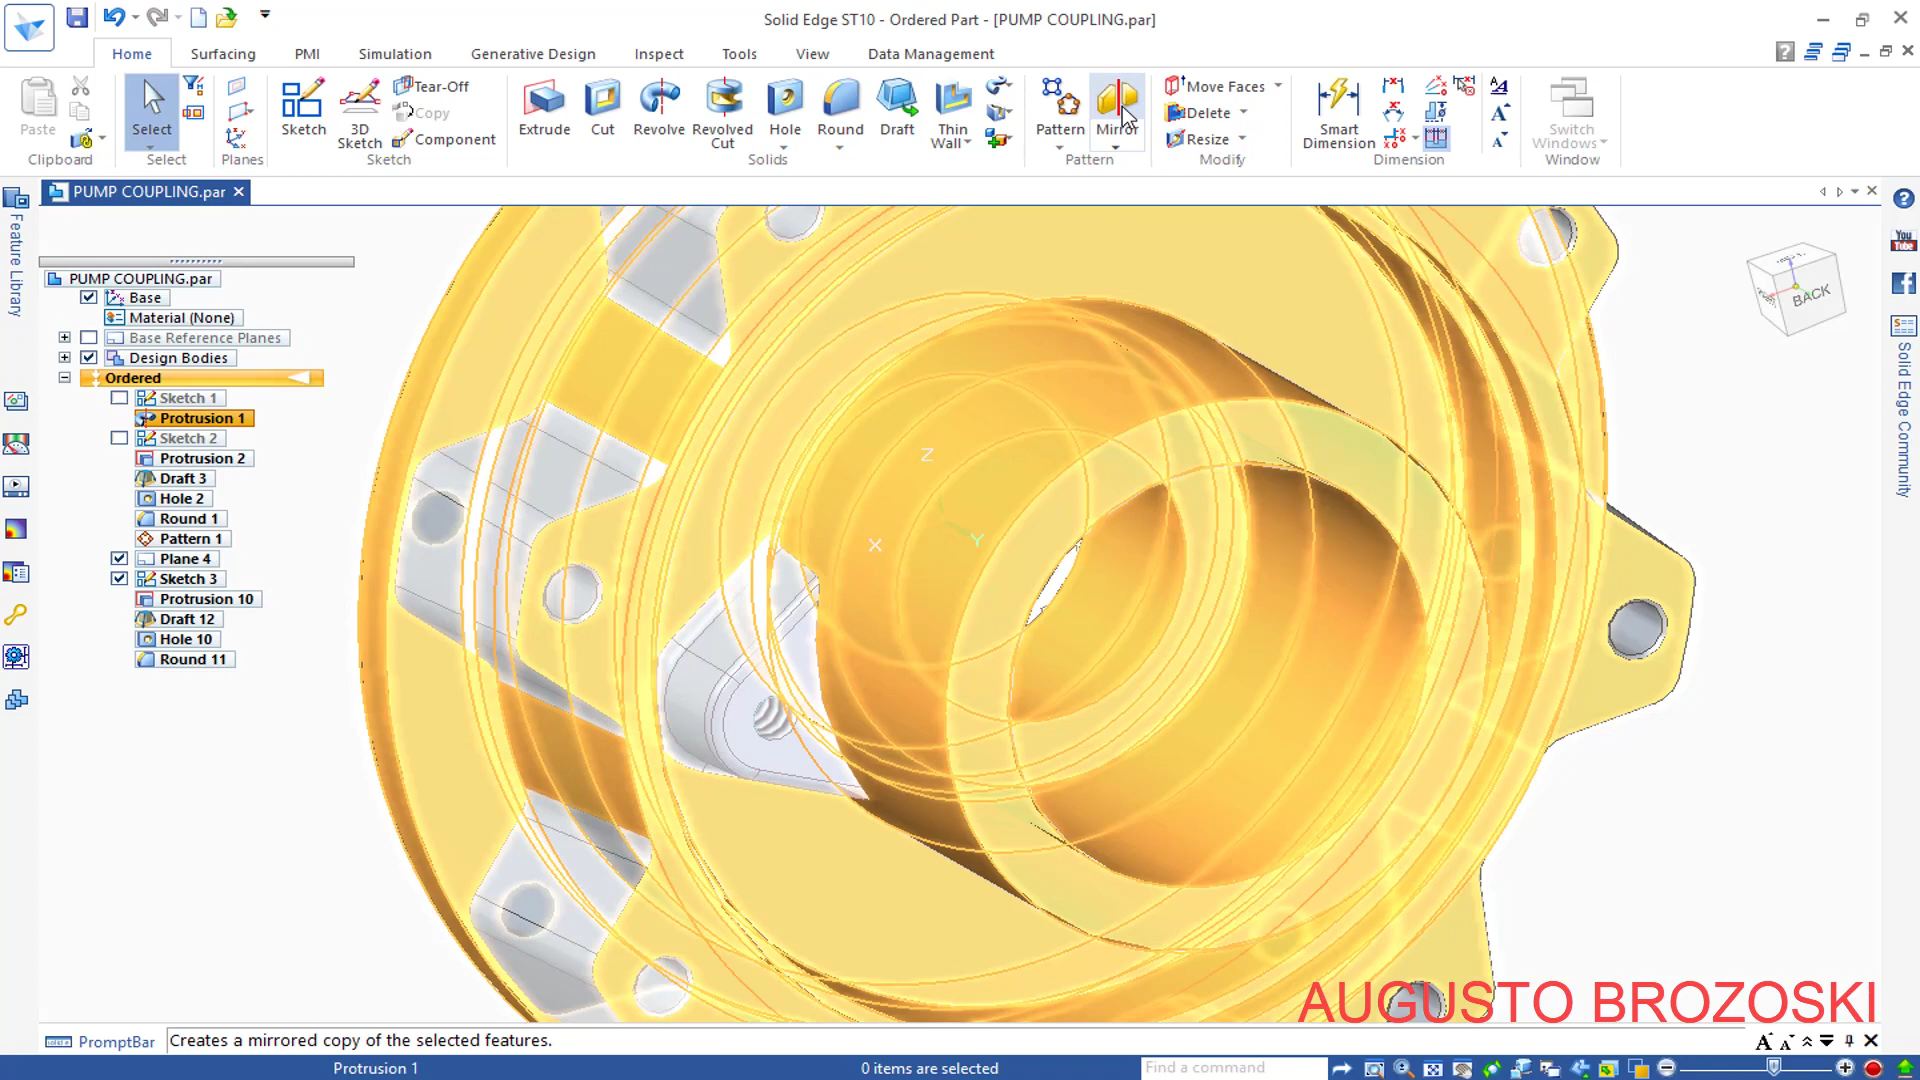 Solid Edge ST10 - Ordered Part - [PUMP COUPLING.par]
Home
Surfacing
PMI
Simulation
Generative Design
Inspect
Tools
View
Data Management
Paste
Clipboard
Select
Select
Planes
Sketch
3D
Sketch
Tear-Off
Copy
Component
Sketch
Extrude
Cut
Revolve
Revolved
Cut
Hole
Round
Draft
Thin
Wall
Solids
Pattern
Mirror
Pattern
Move Faces
Delete
Resize
Modify
Smart
Dimension
Dimension
Switch
Windows
Window
PUMP COUPLING.par
Feature Library
PUMP COUPLING.par
Base
Material (None)
Base Reference Planes
Design Bodies
Ordered
Sketch 1
Protrusion 1
Sketch 2
Protrusion 2
Draft 3
Hole 2
Round 1
Pattern 1
Plane 4
Sketch 3
Protrusion 10
Draft 12
Hole 10
Round 11
Z
X
Y
BACK
You
Tube
Solid Edge Community
AUGUSTO BROZOSKI
PromptBar
Creates a mirrored copy of the selected features.
Protrusion 1
0 items are selected
Find a command